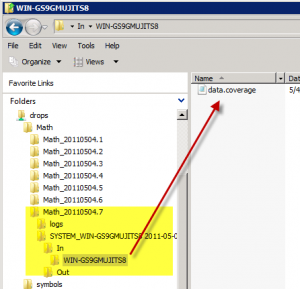 WIN-GS9GMUJITS8
In
WIN-GS9GMUJITS8
File Edit View Tools Help
Organize Views
Favorite Links
Name
Dat
Folders
data.coverage
5/4
drops
Math
Math_20110504.1
Math_20110504.2
Math_20110504.3
Math_20110504.4
Math_20110504.5
Math_20110504.6
Math_20110504.7
logs
SYSTEM_WIN-GS9GMUJITS8 2011-05-0
In
WIN-GS9GMUJITS8
Out
symbols